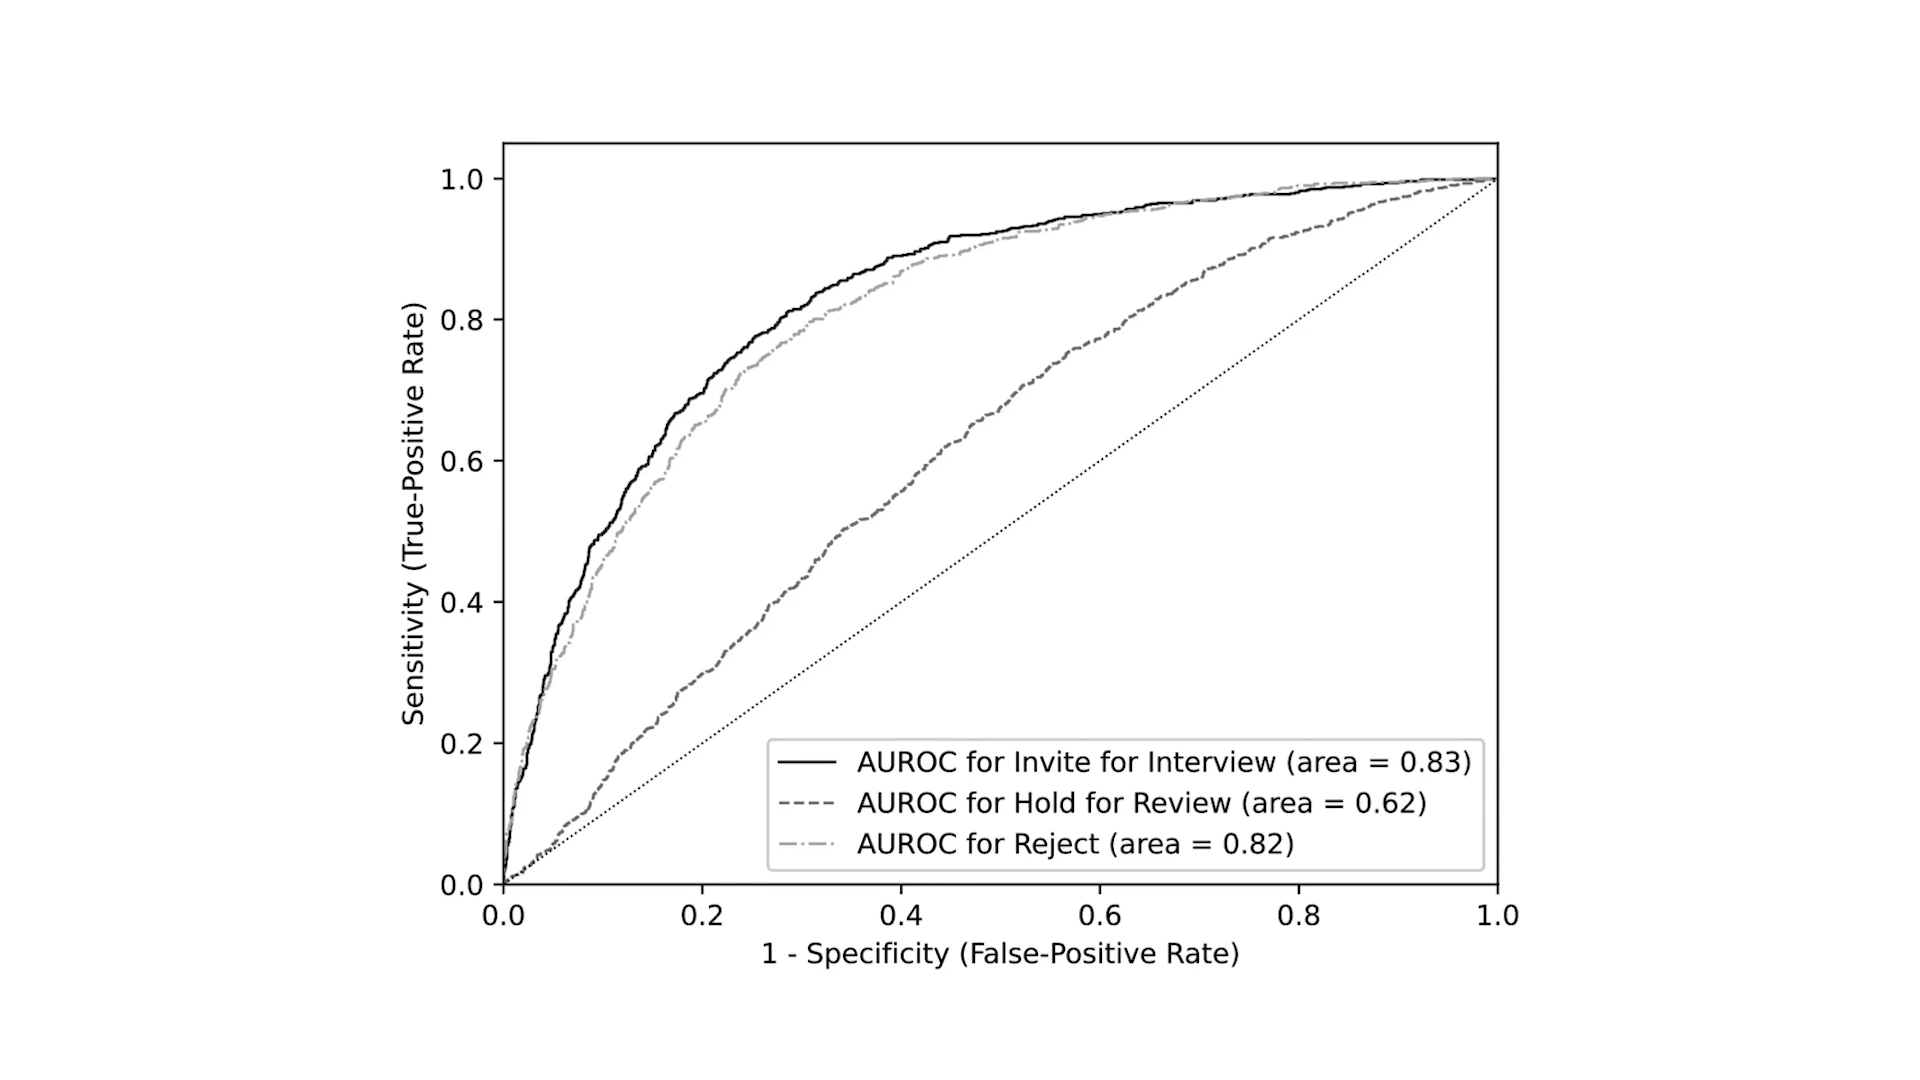 1.0
0.8
0.6
0.4
0.2
0.0
Sensitivity (True-Positive Rate)
AUROC for Invite for Interview (area = 0.83)
AUROC for Hold for Review (area = 0.62)
AUROC for Reject (area = 0.82)
0.0 0.2 0.4 0.6 0.8 1.0
1 - Specificity (False-Positive Rate)